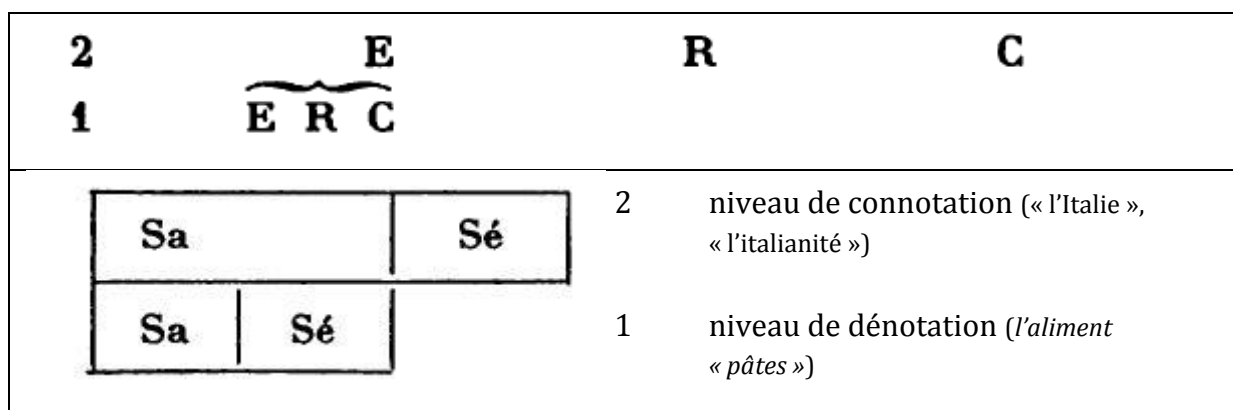 2 E R C
1 E R C
Sa Sé
2 niveau de connotation (« l’Italie »,
« l’italianité »)
Sa Sé
1 niveau de dénotation (l’aliment
« pâtes »)